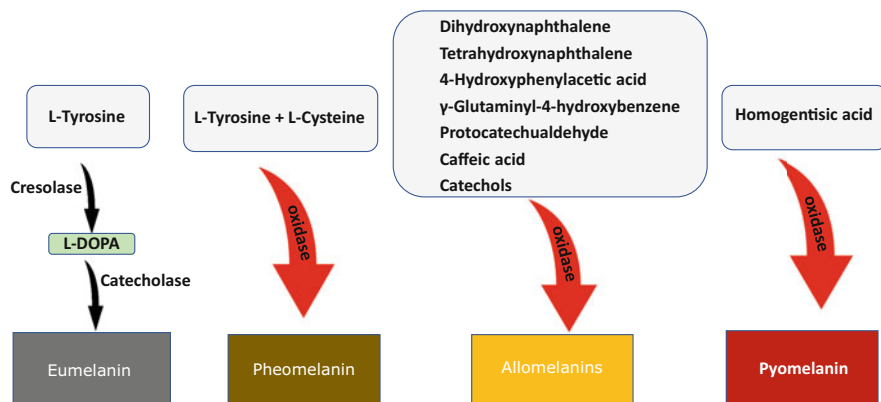 Dihydroxynaphthalene
Tetrahydroxynaphthalene
4-Hydroxyphenylacetic acid
γ-Glutaminyl-4-hydroxybenzene
Protocatechualdehyde
Caffeic acid
Catechols
L-Tyrosine
L-Tyrosine + L-Cysteine
Homogentisic acid
Cresolase
L-DOPA
Catecholase
oxidase
oxidase
oxidase
Eumelanin
Pheomelanin
Allomelanins
Pyomelanin